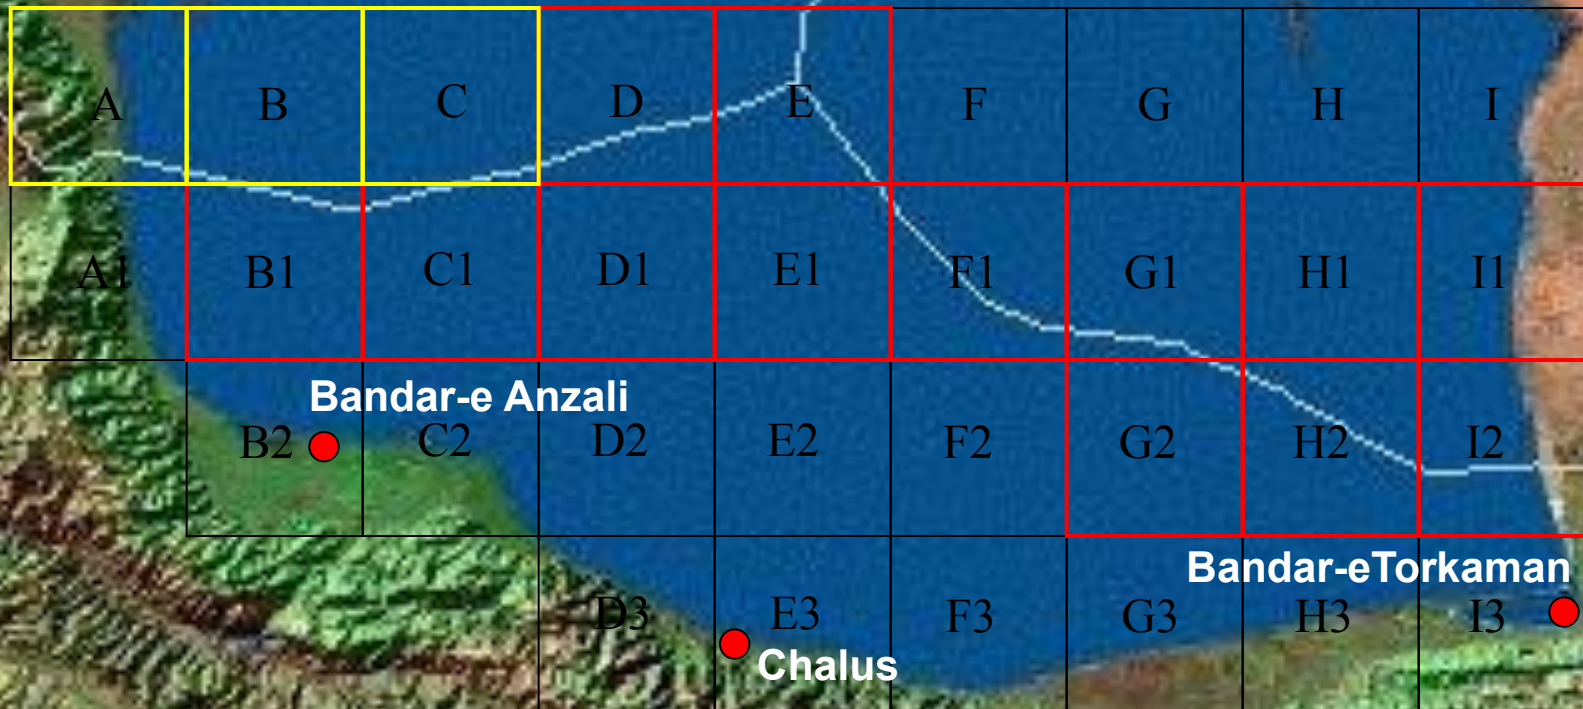 A B C D E F G H I
A1 B1 C1 D1 E1 F1 G1 H1 I1
Bandar-e Anzali
B2 C2 D2 E2 F2 G2 H2 I2
Bandar-eTorkaman
D3 E3 F3 G3 H3 I3
Chalus